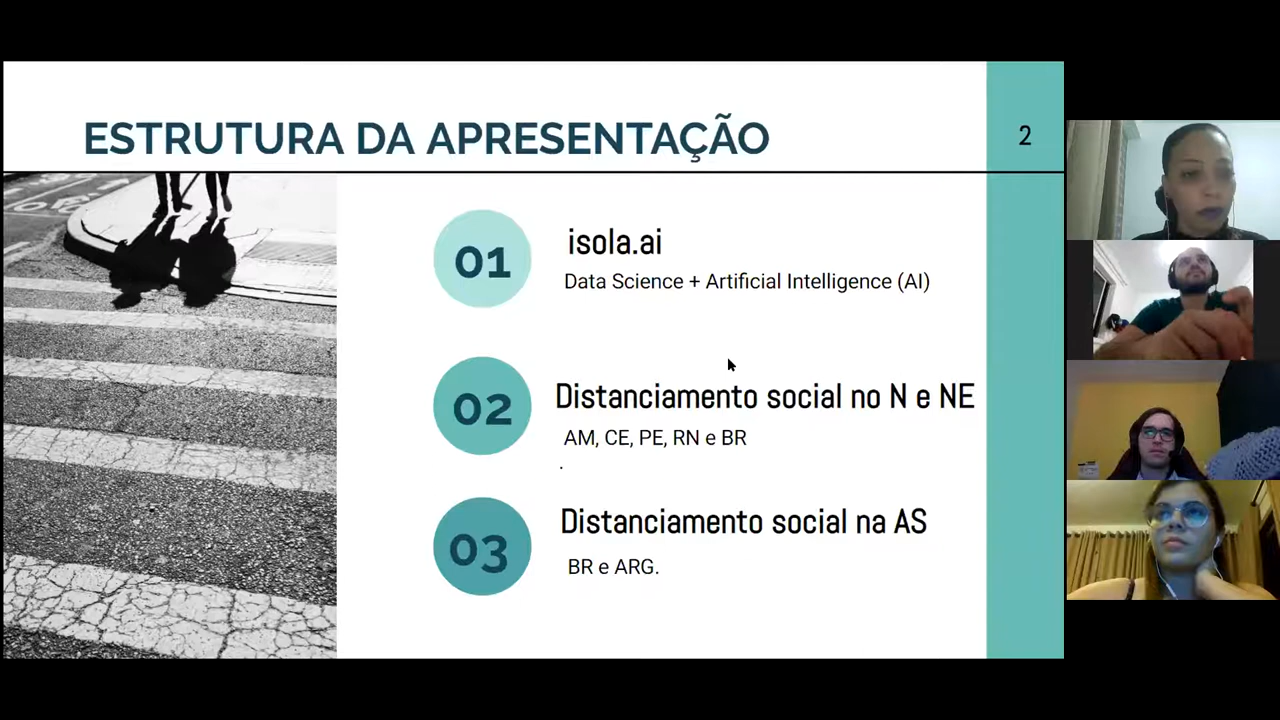 ESTRUTURA DA APRESENTAÇÃO
2
01
isola.ai
Data Science + Artificial Intelligence (AI)
02
Distanciamento social no N e NE
AM, CE, PE, RN e BR
.
03
Distanciamento social na AS
BR e ARG.